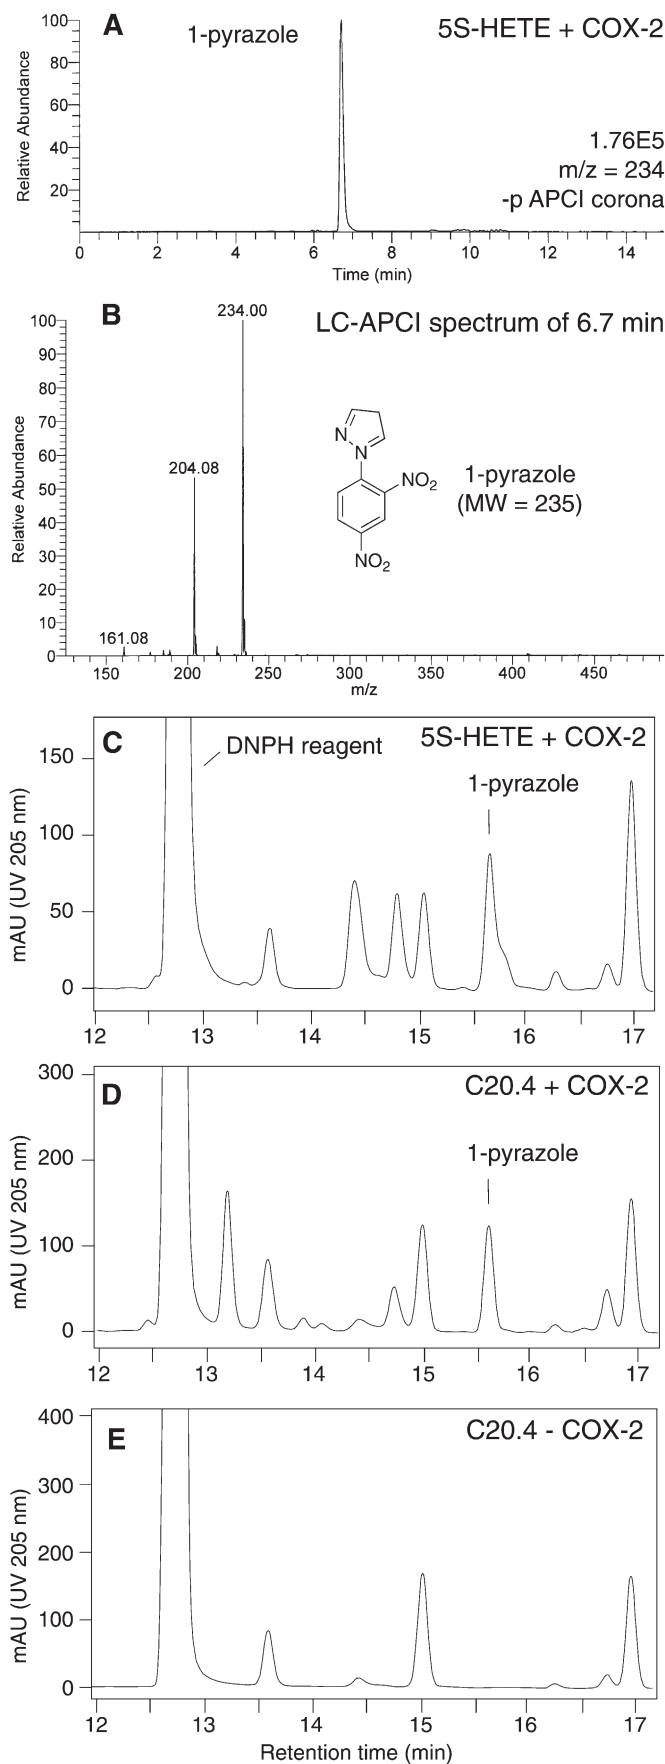 A
1-pyrazole
5S-HETE + COX-2
1.76E5
m/z = 234
-p APCI corona
Relative Abundance
100
80
60
40
20
0 2 4 6 8 10 12 14
Time (min)
B
LC-APCI spectrum of 6.7 min
234.00
204.08
161.08
N
N
NO2
NO2
1-pyrazole
(MW = 235)
Relative Abundance
100
90
80
70
60
50
40
30
20
10
0
150 200 250 300 350 400 450
m/z
C
DNPH reagent
5S-HETE + COX-2
1-pyrazole
mAU (UV 205 nm)
150
100
50
0
12 13 14 15 16 17
D
C20.4 + COX-2
1-pyrazole
mAU (UV 205 nm)
300
200
100
0
12 13 14 15 16 17
E
C20.4 - COX-2
mAU (UV 205 nm)
400
300
200
100
0
12 13 14 15 16 17
Retention time (min)